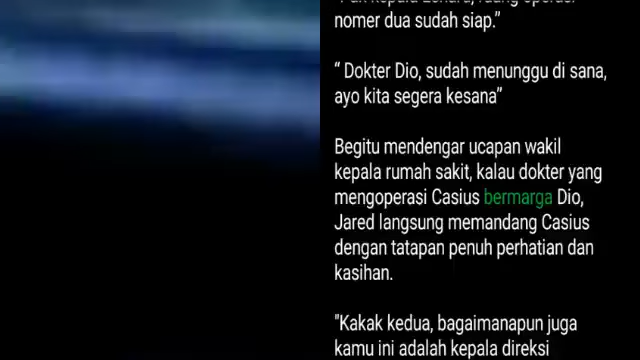 nomer dua sudah siap.”
“ Dokter Dio, sudah menunggu di sana,
ayo kita segera kesana”
Begitu mendengar ucapan wakil
kepala rumah sakit, kalau dokter yang
mengoperasi Casius bermarga Dio,
Jared langsung memandang Casius
dengan tatapan penuh perhatian dan
kasihan.
"Kakak kedua, bagaimanapun juga
kamu ini adalah kepala direksi